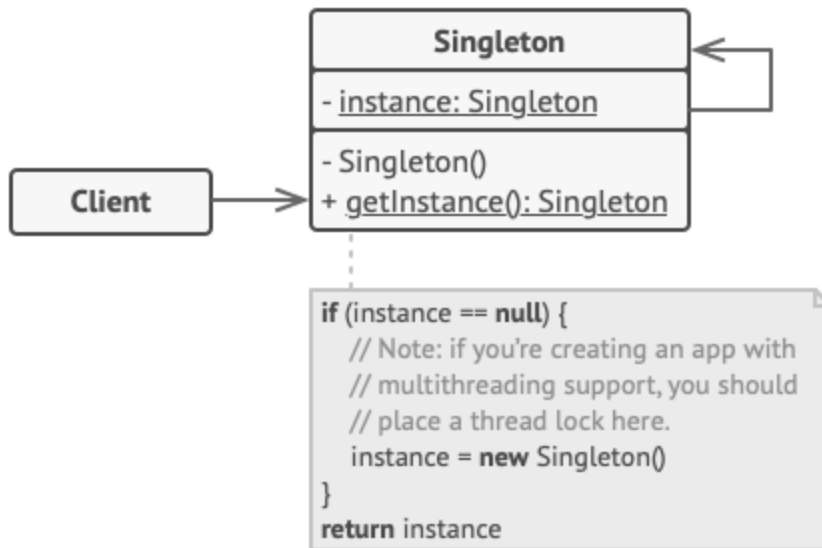 Singleton
- instance: Singleton
- Singleton()
+ getInstance(): Singleton
Client
if (instance == null) {
// Note: if you're creating an app with
// multithreading support, you should
// place a thread lock here.
instance = new Singleton()
}
return instance